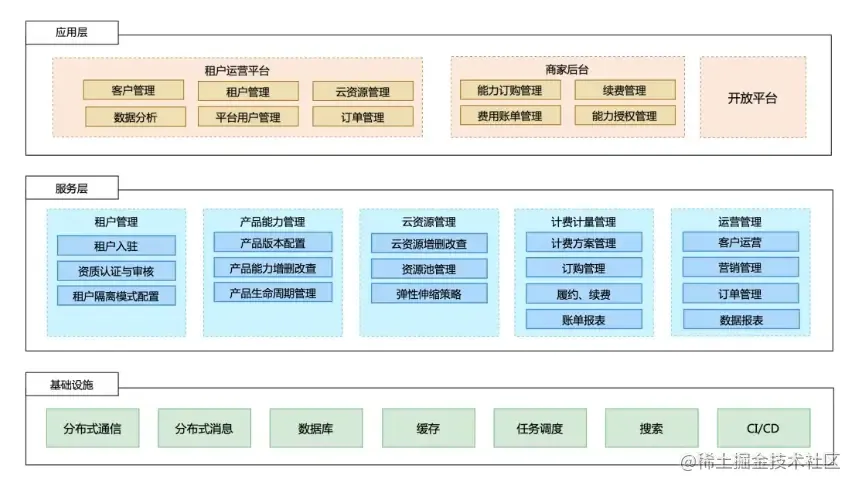 应用层
租户运营平台
客户管理
租户管理
云资源管理
数据分析
平台用户管理
订单管理
商家后台
能力订购管理
续费管理
费用账单管理
能力授权管理
开放平台
服务层
租户管理
租户入驻
资质认证与审核
租户隔离模式配置
产品能力管理
产品版本配置
产品能力增删改查
产品生命周期管理
云资源管理
云资源增删改查
资源池管理
弹性伸缩策略
计费计量管理
计费方案管理
订购管理
履约、续费
账单报表
运营管理
客户运营
营销管理
订单管理
数据报表
基础设施
分布式通信
分布式消息
数据库
缓存
任务调度
搜索
CI/CD
@稀土掘金技术社区